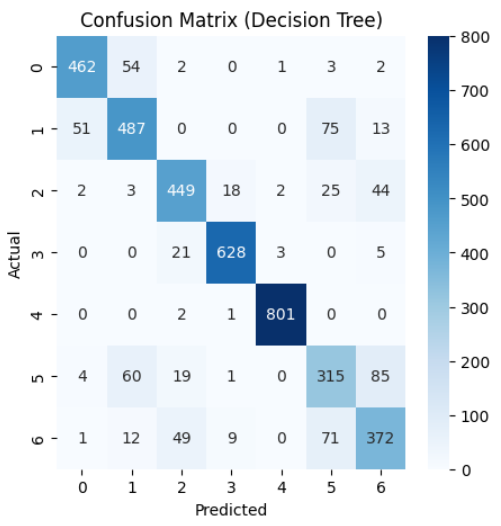 Confusion Matrix (Decision Tree)
0 462 54 2 0 1 3 2
1 51 487 0 0 0 75 13
2 2 3 449 18 2 25 44
3 0 0 21 628 3 0 5
4 0 0 2 1 801 0 0
5 4 60 19 1 0 315 85
6 1 12 49 9 0 71 372
0 1 2 3 4 5 6
Predicted
Actual
800
700
600
500
400
300
200
100
0